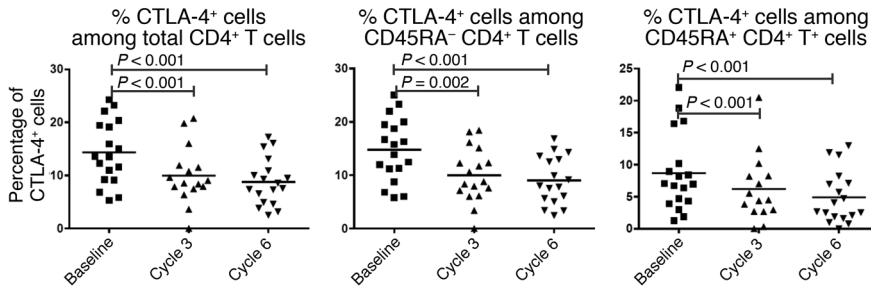 % CTLA-4⁺ cells
among total CD4⁺ T cells
% CTLA-4⁺ cells among
CD45RA⁻ CD4⁺ T cells
% CTLA-4⁺ cells among
CD45RA⁺ CD4⁺ T⁺ cells
Percentage of
CTLA-4⁺ cells
30
20
10
0
P < 0.001
P < 0.001
Baseline
Cycle 3
Cycle 6
30
20
10
0
P < 0.001
P = 0.002
Baseline
Cycle 3
Cycle 6
25
20
15
10
5
0
P < 0.001
P < 0.001
Baseline
Cycle 3
Cycle 6